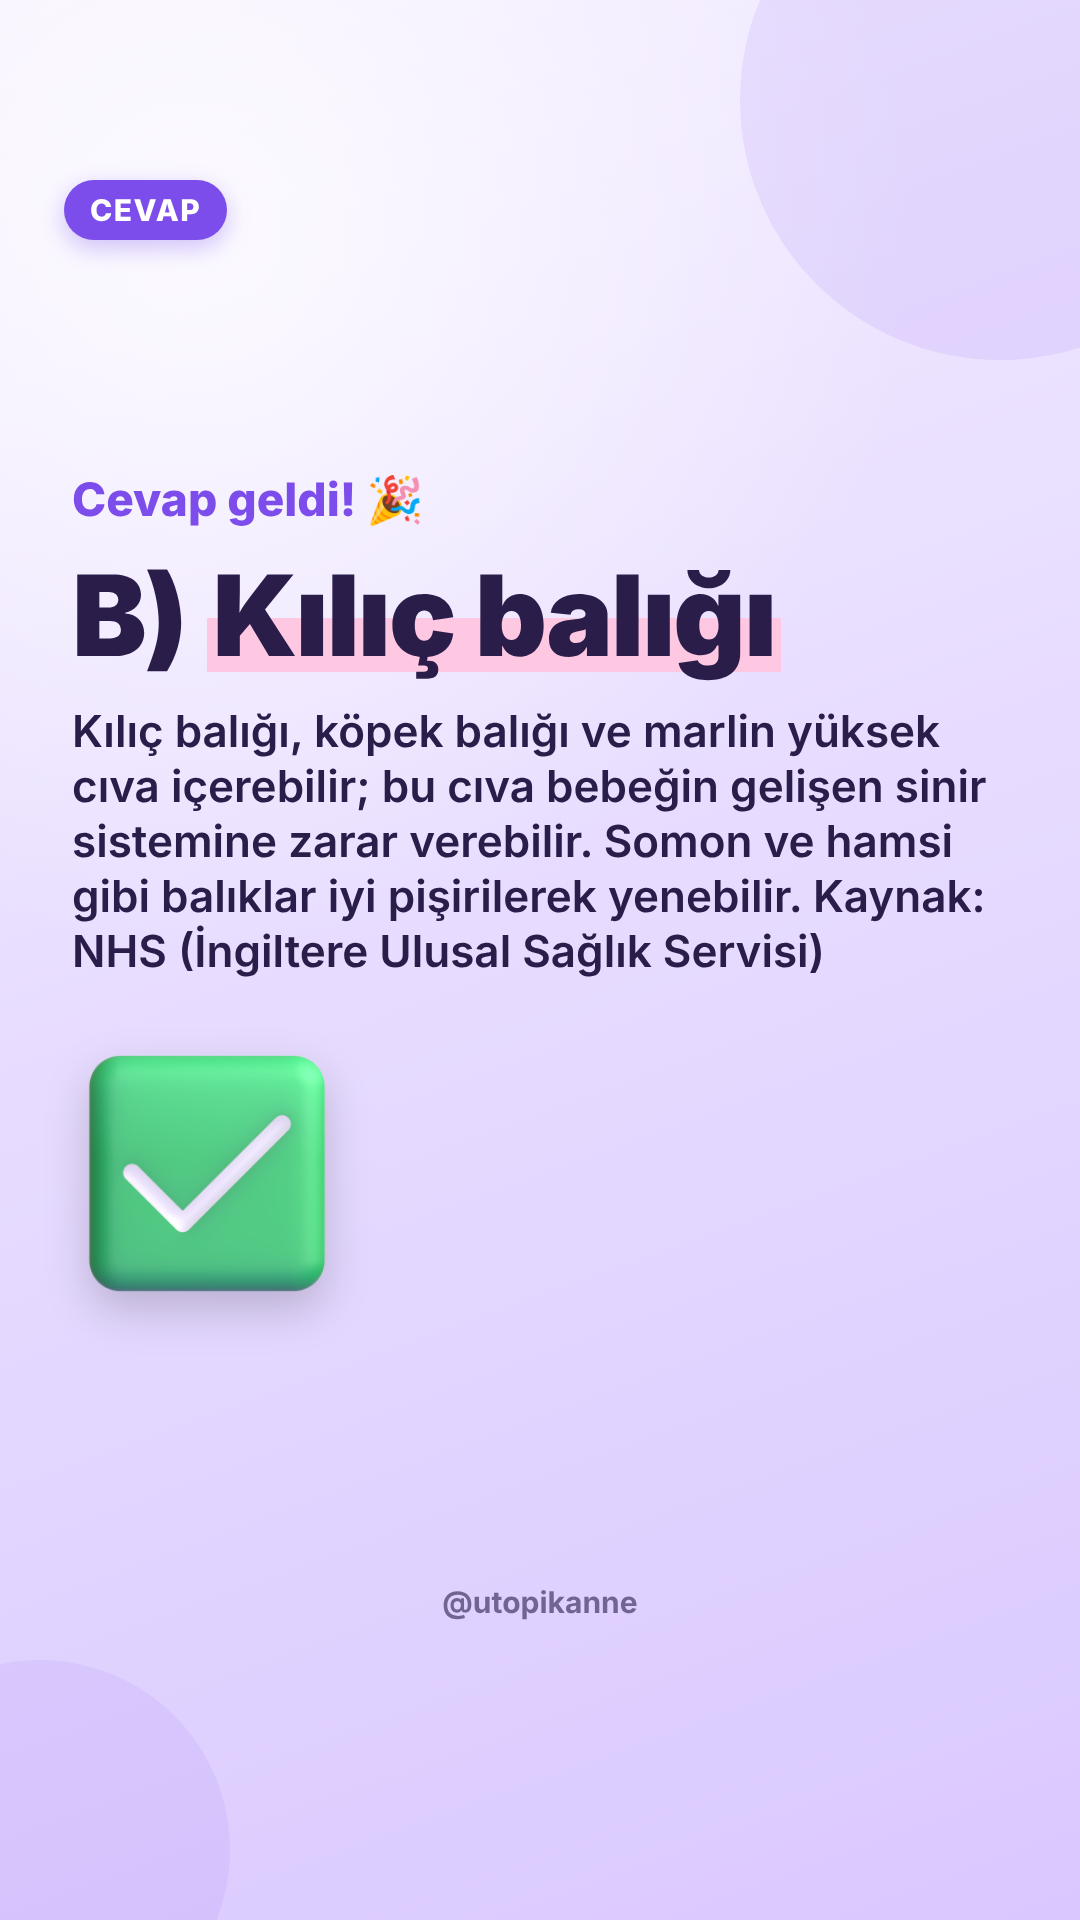 CEVAP
Cevap geldi! 🎉
B) Kılıç balığı
Kılıç balığı, köpek balığı ve marlin yüksek
cıva içerebilir; bu cıva bebeğin gelişen sinir
sistemine zarar verebilir. Somon ve hamsi
gibi balıklar iyi pişirilerek yenebilir. Kaynak:
NHS (İngiltere Ulusal Sağlık Servisi)
@utopikanne